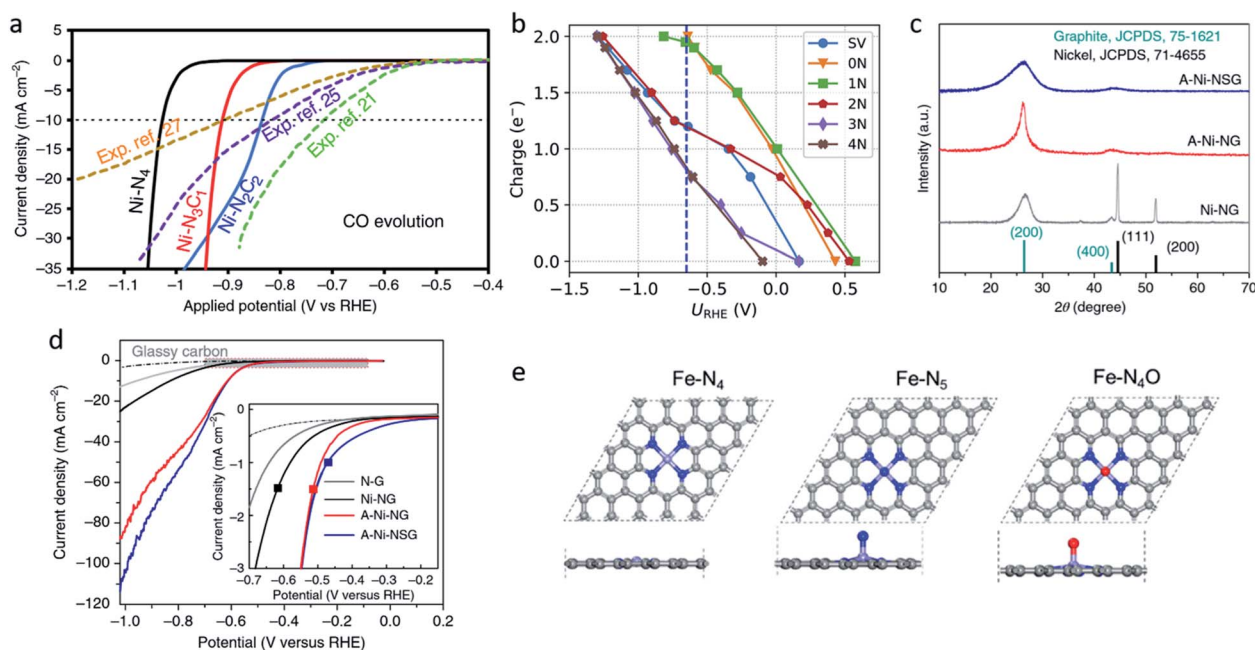 a
5
0
−5
−10
−15
−20
−25
−30
−35
−1.2
−1.1
−1
−0.9
−0.8
−0.7
−0.6
−0.5
−0.4
Current density (mA cm−2)
Applied potential (V vs RHE)
Exp. ref. 27
Exp. ref. 25
Exp. ref. 21
Ni-N4
Ni-N3C1
Ni-N2C2
CO evolution
b
2.0
1.5
1.0
0.5
0.0
−1.5
−1.0
−0.5
0.0
0.5
Charge (e−)
URHE (V)
SV
0N
1N
2N
3N
4N
c
Graphite, JCPDS, 75-1621
Nickel, JCPDS, 71-4655
A-Ni-NSG
A-Ni-NG
Ni-NG
(200)
(400)
(111)
(200)
Intensity (a.u.)
10
20
30
40
50
60
70
2θ (degree)
d
Glassy carbon
0
−20
−40
−60
−80
−100
−120
−1.0
−0.8
−0.6
−0.4
−0.2
0.0
Current density (mA cm−2)
Potential (V versus RHE)
0
−1
−2
−3
−0.7
−0.6
−0.5
−0.4
−0.3
−0.2
Current density (mA cm−2)
Potential (V versus RHE)
N-G
Ni-NG
A-Ni-NG
A-Ni-NSG
e
Fe-N4
Fe-N5
Fe-N4O